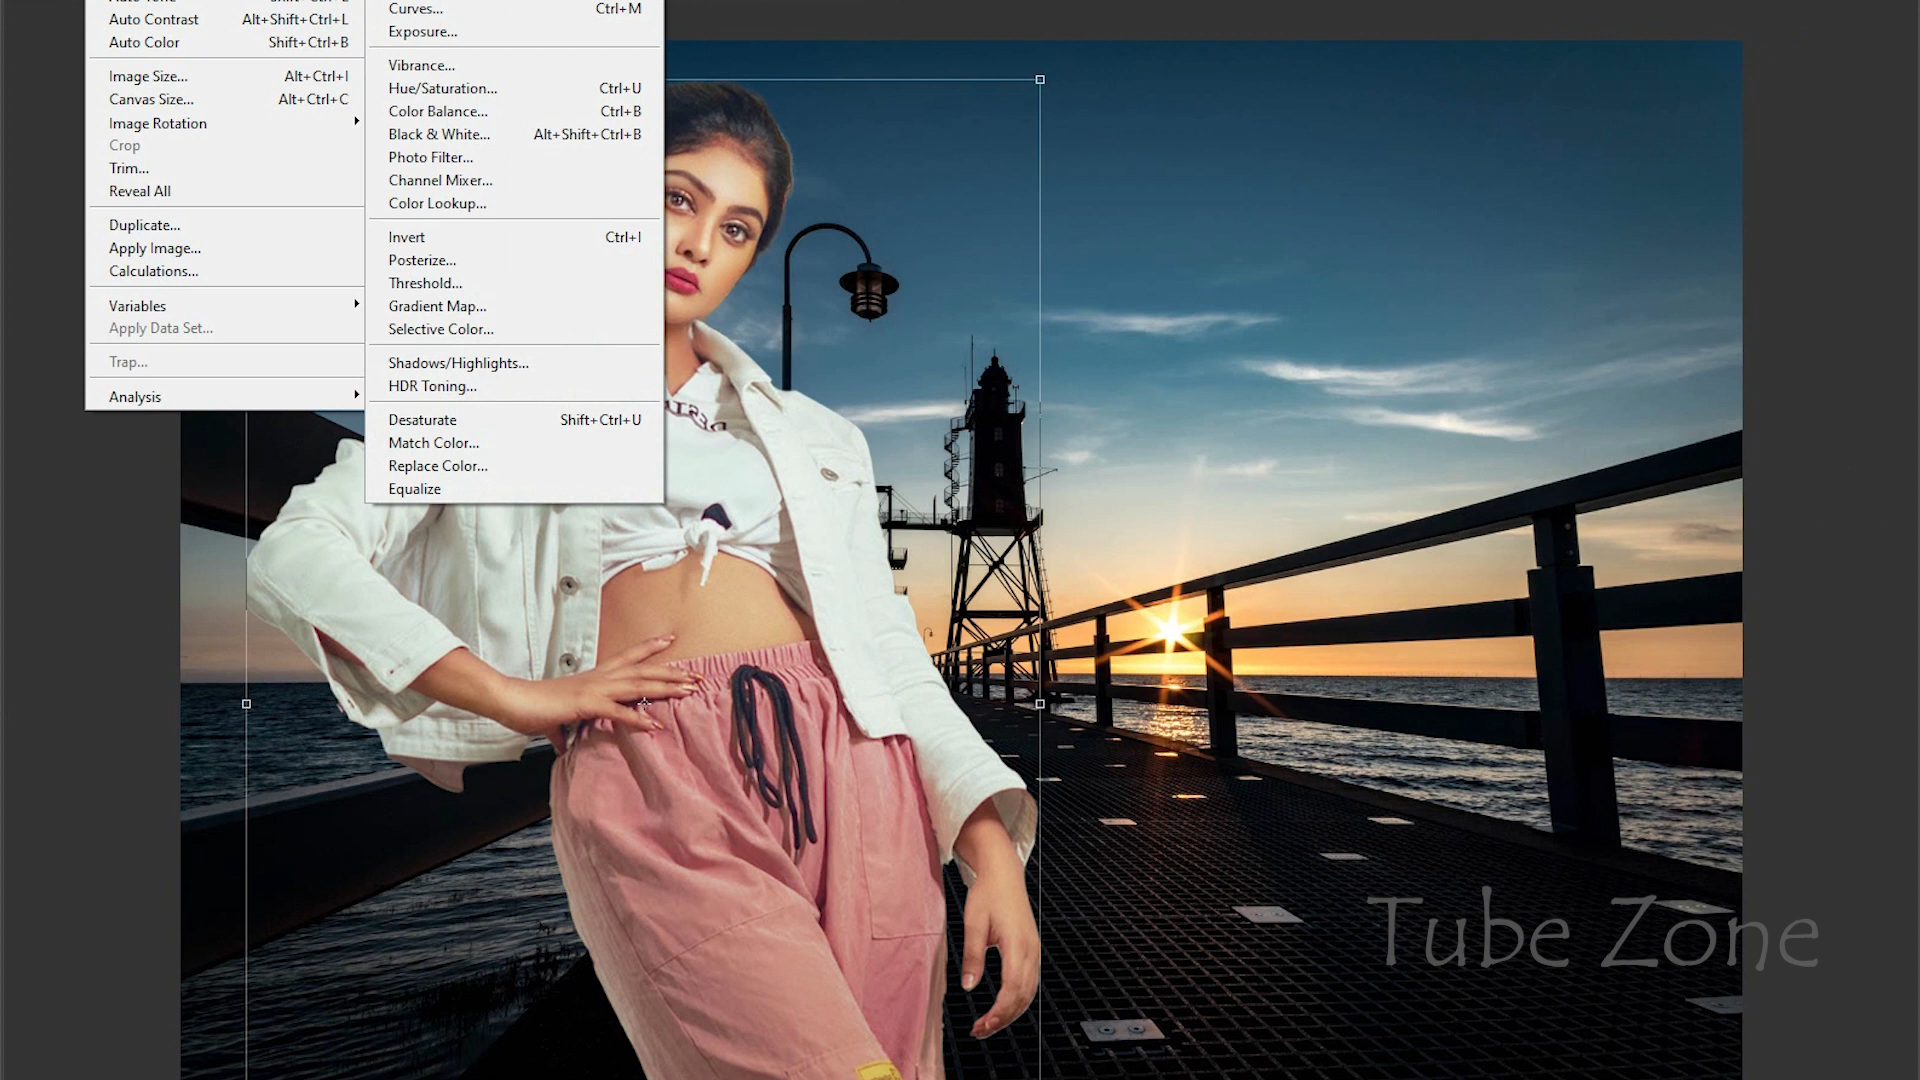 Auto Contrast Alt+Shift+Ctrl+L
Auto Color Shift+Ctrl+B
Image Size... Alt+Ctrl+I
Canvas Size... Alt+Ctrl+C
Image Rotation
Crop
Trim...
Reveal All
Duplicate...
Apply Image...
Calculations...
Variables
Apply Data Set...
Trap...
Analysis
Curves... Ctrl+M
Exposure...
Vibrance...
Hue/Saturation... Ctrl+U
Color Balance... Ctrl+B
Black & White... Alt+Shift+Ctrl+B
Photo Filter...
Channel Mixer...
Color Lookup...
Invert Ctrl+I
Posterize...
Threshold...
Gradient Map...
Selective Color...
Shadows/Highlights...
HDR Toning...
Desaturate Shift+Ctrl+U
Match Color...
Replace Color...
Equalize
Tube Zone